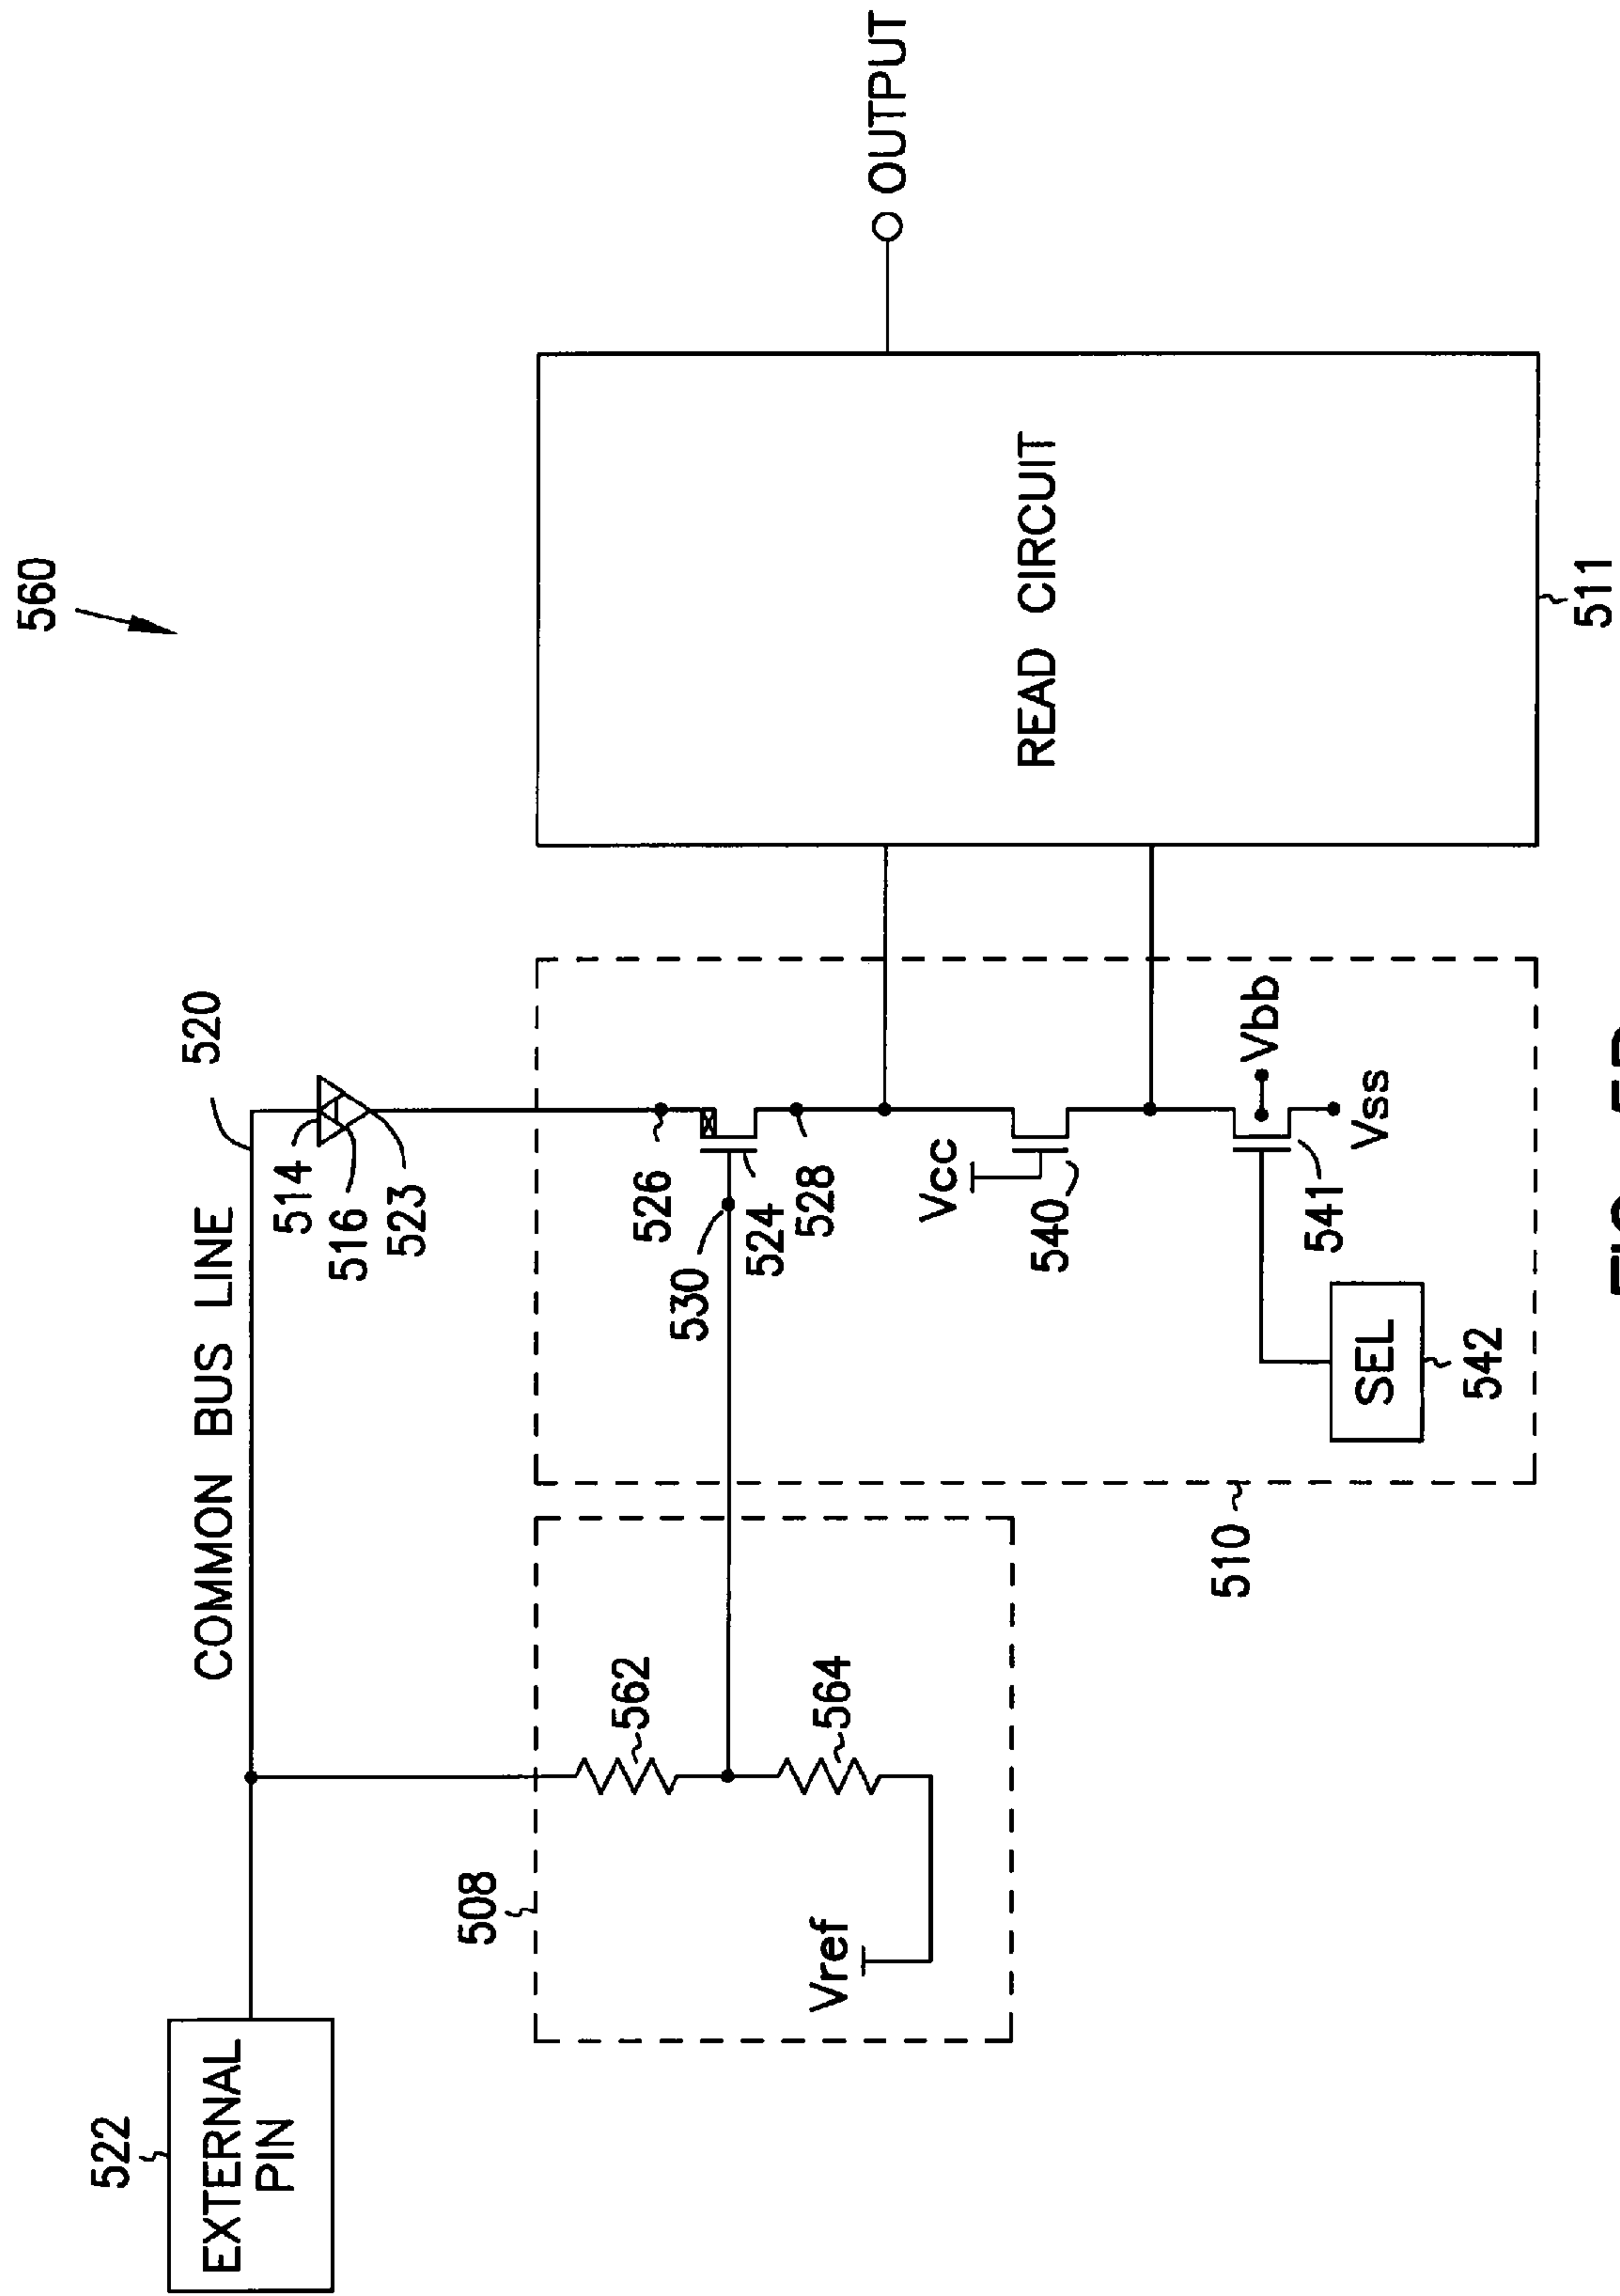 560
522
EXTERNAL
PIN
COMMON BUS LINE
520
514
516
523
508
562
564
Vref
526
530
524
528
Vcc
540
Vbb
541
Vss
SEL
542
510
READ CIRCUIT
511
OUTPUT